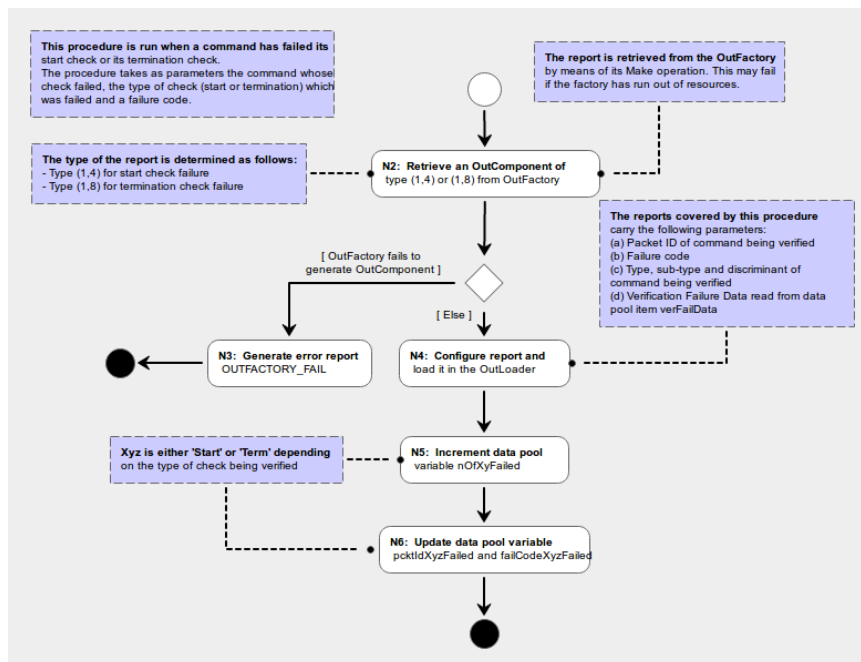 This procedure is run when a command has failed its
start check or its termination check.
The procedure takes as parameters the command whose
check failed, the type of check (start or termination) which
was failed and a failure code.
The report is retrieved from the OutFactory
by means of its Make operation. This may fail
if the factory has run out of resources.
The type of the report is determined as follows:
- Type (1,4) for start check failure
- Type (1,8) for termination check failure
N2: Retrieve an OutComponent of
type (1,4) or (1,8) from OutFactory
The reports covered by this procedure
carry the following parameters:
(a) Packet ID of command being verified
(b) Failure code
(c) Type, sub-type and discriminant of
command being verified
(d) Verification Failure Data read from data
pool item verFailData
[ OutFactory fails to
generate OutComponent ]
[ Else ]
N3: Generate error report
OUTFACTORY_FAIL
N4: Configure report and
load it in the OutLoader
Xyz is either 'Start' or 'Term' depending
on the type of check being verified
N5: Increment data pool
variable nOfXyFailed
N6: Update data pool variable
pcktIdXyzFailed and failCodeXyzFailed